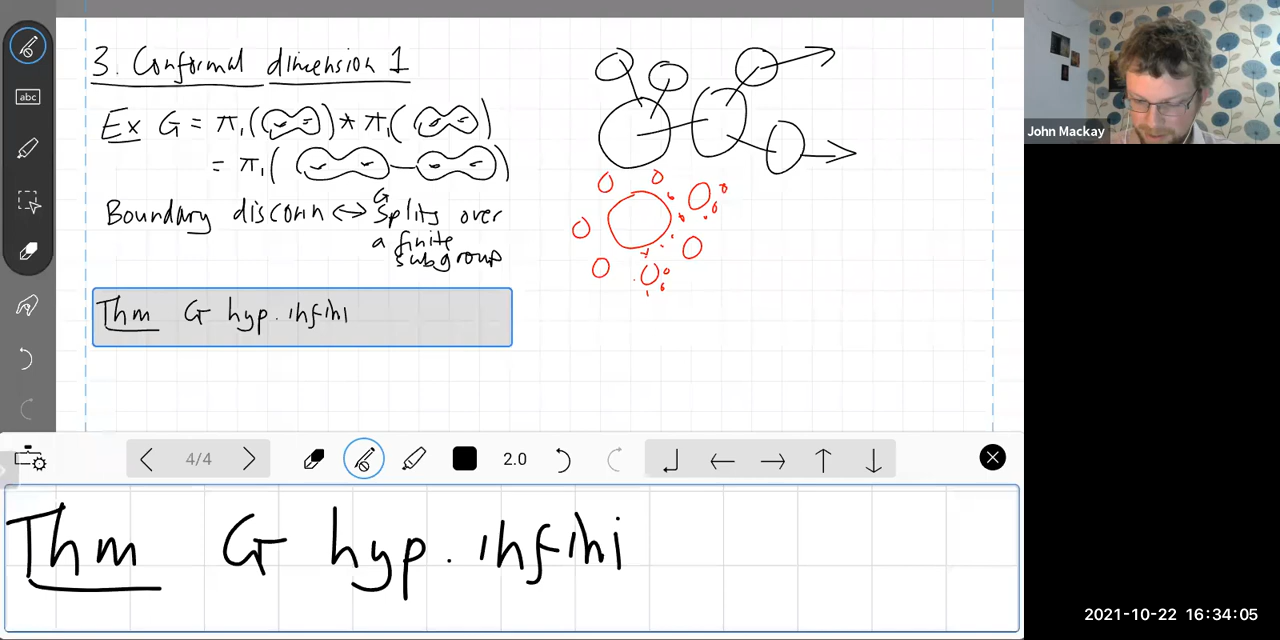 3. Conformal dimension 1
Ex G = π₁( ) * π₁( )
= π₁( )
Boundary disconn ↔ G splits over
a finite
subgroup
Thm G hyp. infini
abc
4/4
2.0
Thm G hyp. infini
John Mackay
2021-10-22 16:34:05